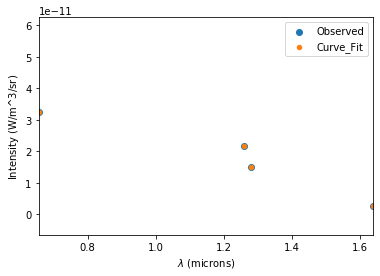 1e−11
Observed
Curve_Fit
6
5
4
3
2
1
0
Intensity (W/m^3/sr)
0.8 1.0 1.2 1.4 1.6
λ (microns)